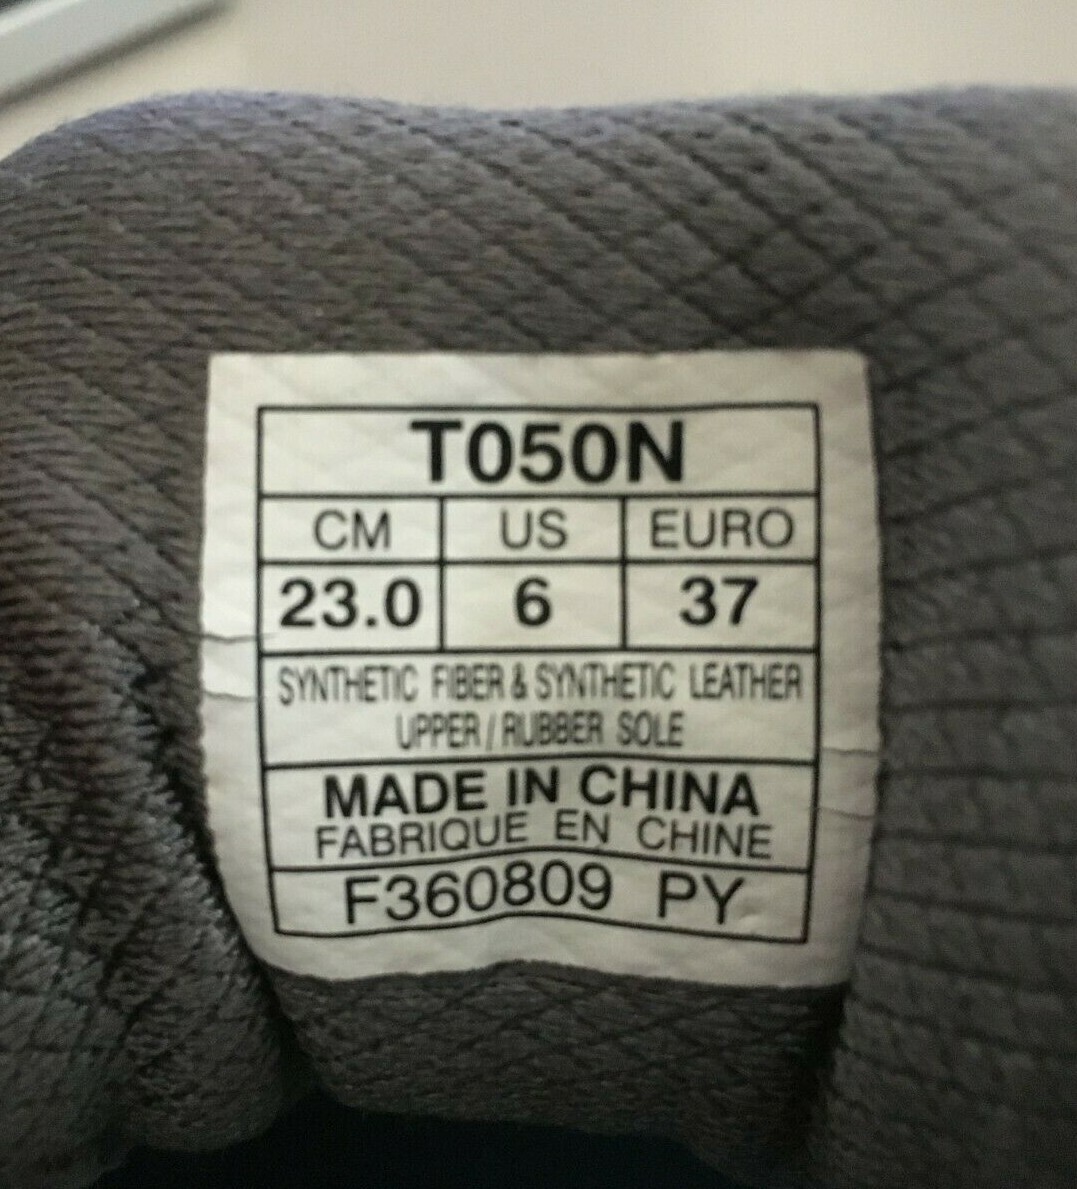 T050N
CM US EURO
23.0 6 37
SYNTHETIC FIBER & SYNTHETIC LEATHER
UPPER / RUBBER SOLE
MADE IN CHINA
FABRIQUE EN CHINE
F360809 PY